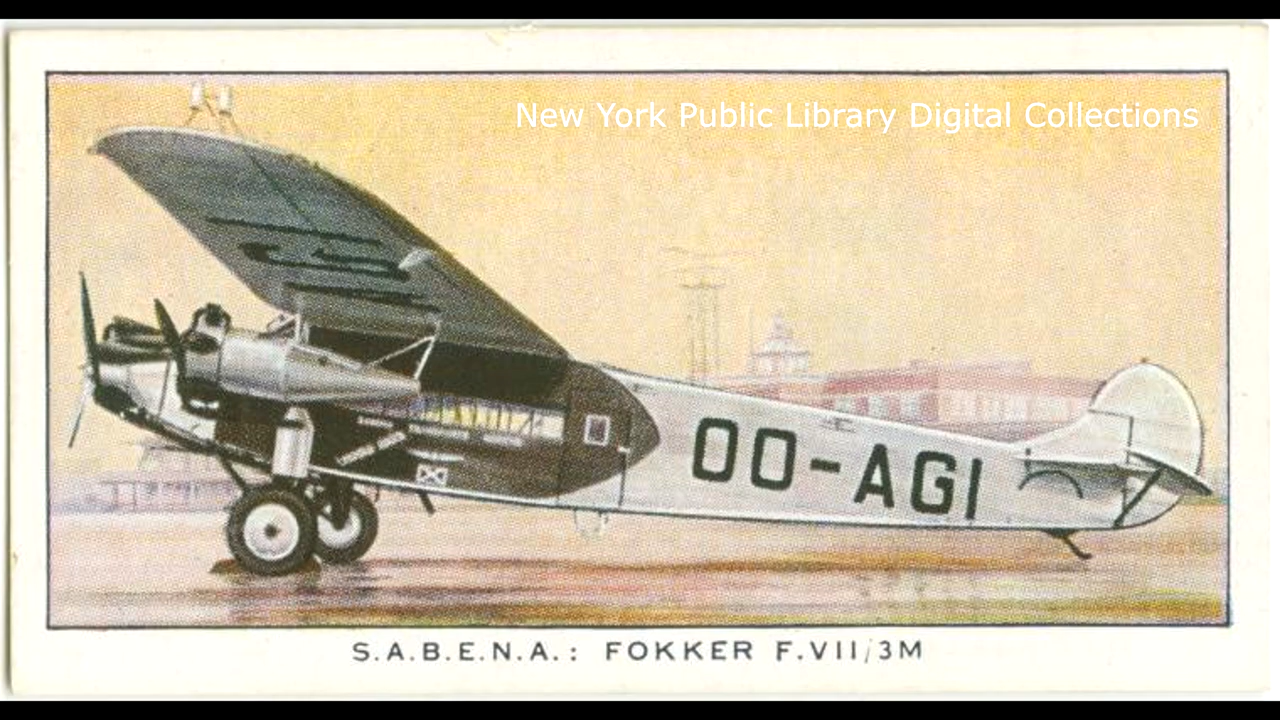 New York Public Library Digital Collections
OO-AGI
S.A.B.E.N.A.: FOKKER F.VII/3M